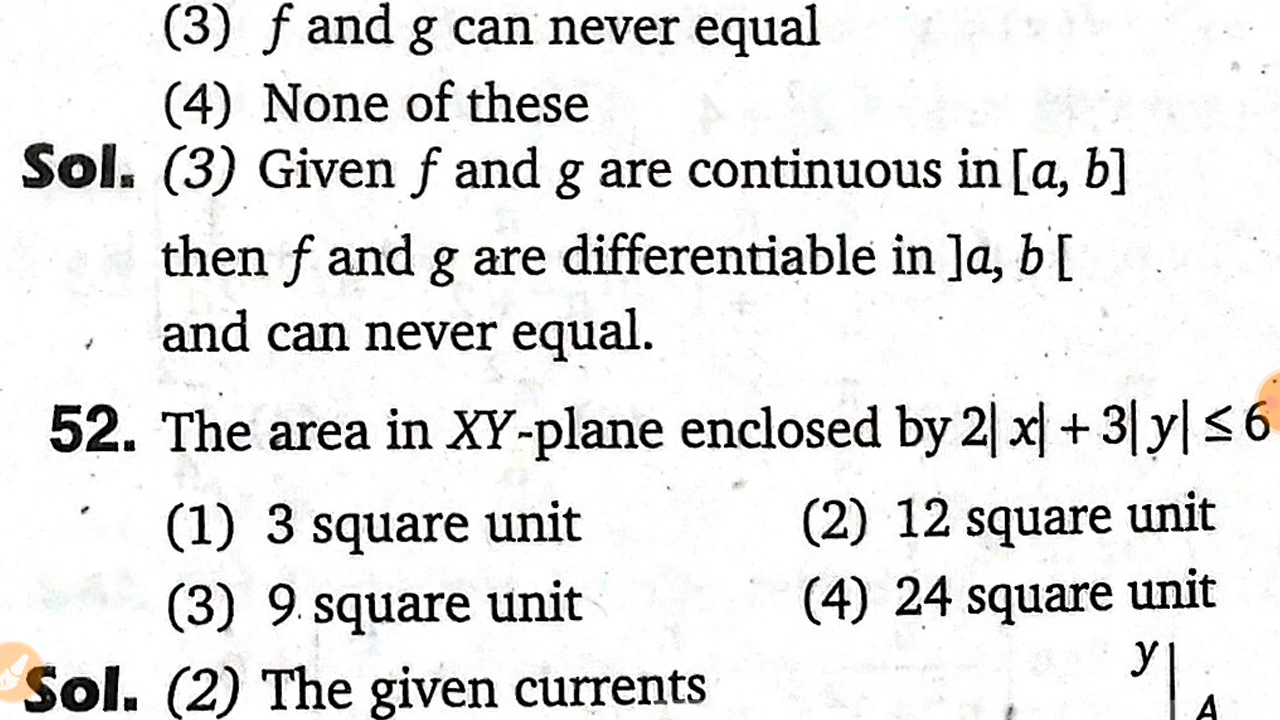 (3) f and g can never equal
(4) None of these
Sol. (3) Given f and g are continuous in [a, b]
then f and g are differentiable in ]a, b [
and can never equal.
52. The area in XY-plane enclosed by 2| x| + 3| y| ≤ 6
(1) 3 square unit (2) 12 square unit
(3) 9 square unit (4) 24 square unit
Sol. (2) The given currents
y
A